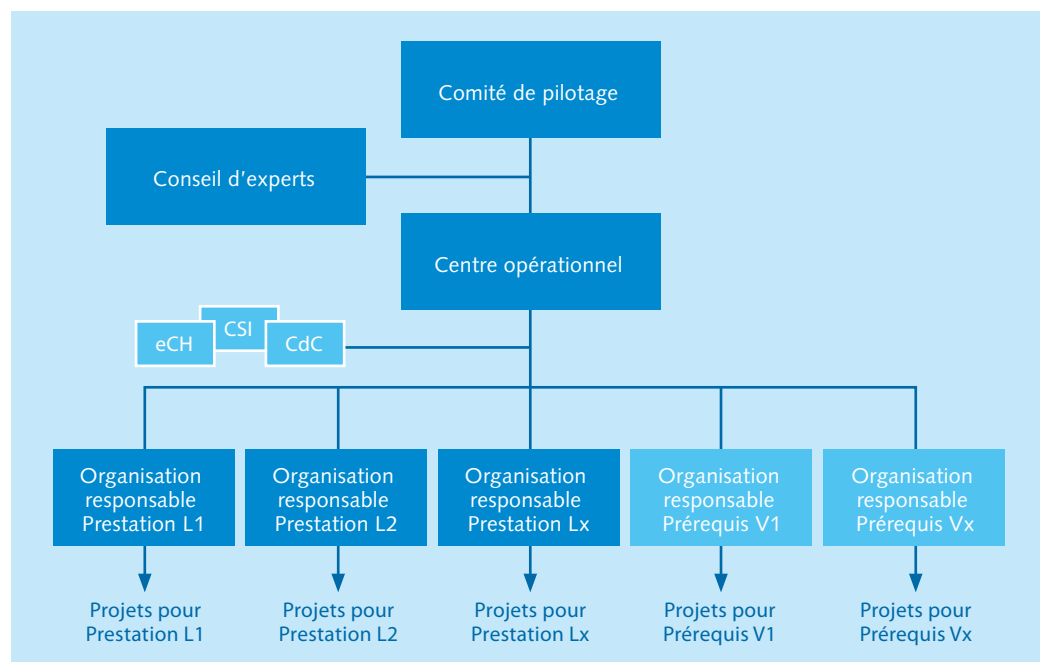 Comité de pilotage
Conseil d'experts
Centre opérationnel
eCH
CSI
CdC
Organisation
responsable
Prestation L1
Organisation
responsable
Prestation L2
Organisation
responsable
Prestation Lx
Organisation
responsable
Prérequis V1
Organisation
responsable
Prérequis Vx
Projets pour
Prestation L1
Projets pour
Prestation L2
Projets pour
Prestation Lx
Projets pour
Prérequis V1
Projets pour
Prérequis Vx